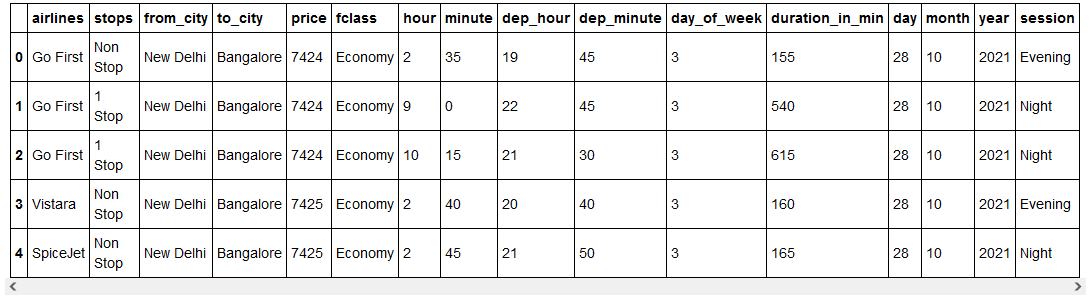 airlines stops from_city to_city price fclass hour minute dep_hour dep_minute day_of_week duration_in_min day month year session
0 Go First Non Stop New Delhi Bangalore 7424 Economy 2 35 19 45 3 155 28 10 2021 Evening
1 Go First 1 Stop New Delhi Bangalore 7424 Economy 9 0 22 45 3 540 28 10 2021 Night
2 Go First 1 Stop New Delhi Bangalore 7424 Economy 10 15 21 30 3 615 28 10 2021 Night
3 Vistara Non Stop New Delhi Bangalore 7425 Economy 2 40 20 40 3 160 28 10 2021 Evening
4 SpiceJet Non Stop New Delhi Bangalore 7425 Economy 2 45 21 50 3 165 28 10 2021 Night